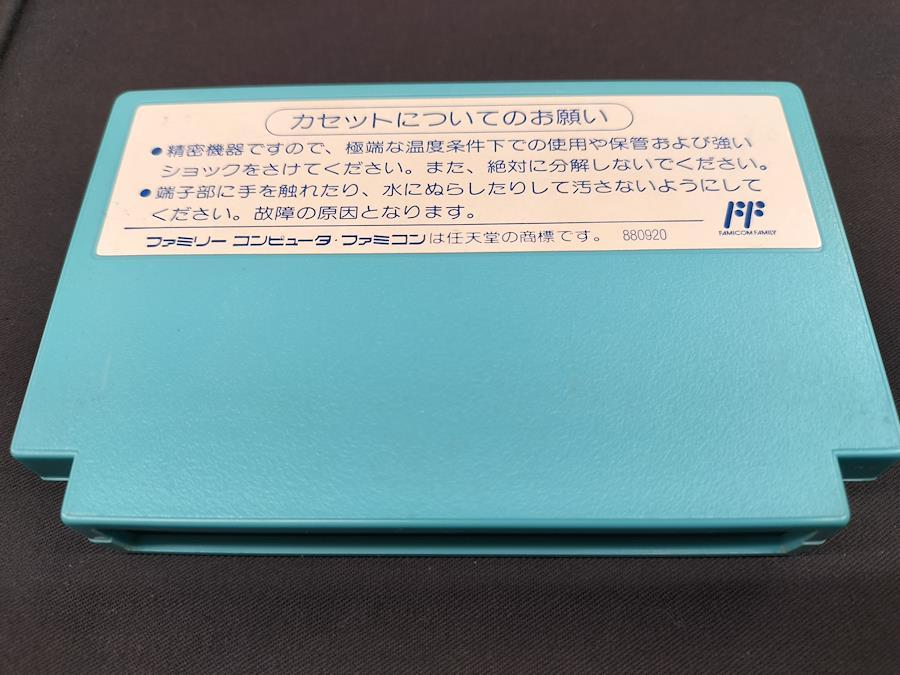 カセットについてのお願い
●精密機器ですので、極端な温度条件下での使用や保管および強い
ショックをさけてください。また、絶対に分解しないでください。
●端子部に手を触れたり、水にぬらしたりして汚さないようにして
ください。故障の原因となります。
ファミリー コンピュータ・ファミコンは任天堂の商標です。 880920
FF
FAMICOM FAMILY